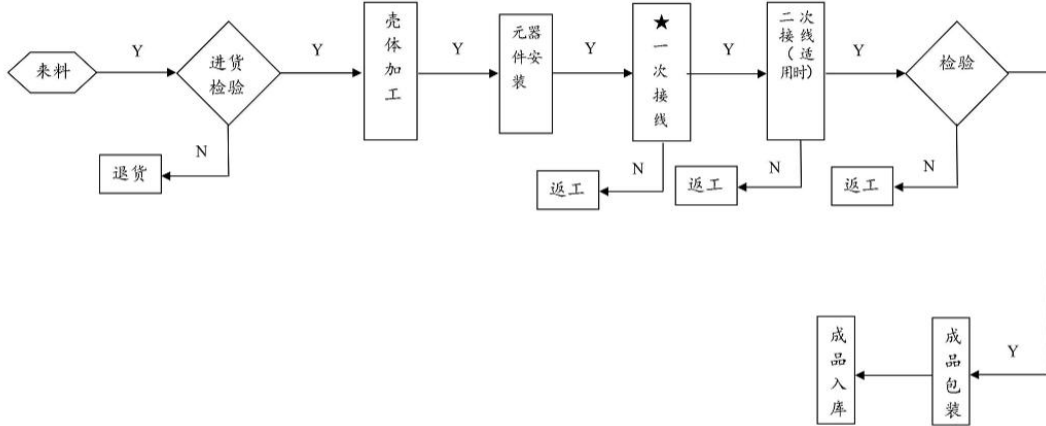 来料
Y
进货
检验
Y
壳
体
加
工
Y
元器
件安
装
Y
★
一
次
接
线
Y
二次
接线
（适
用时）
Y
检验
N
退货
N
返工
N
返工
N
返工
成
品
入
库
成
品
包
装
Y